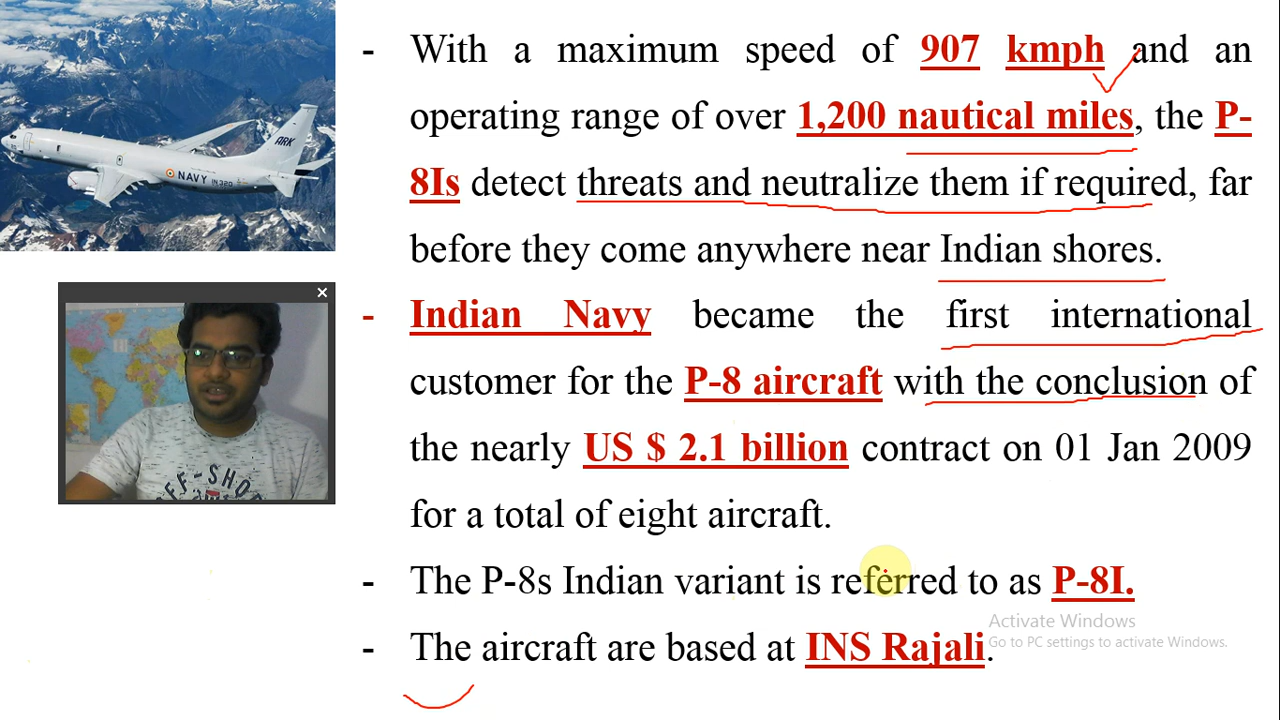 - With a maximum speed of 907 kmph and an
operating range of over 1,200 nautical miles, the P-
8Is detect threats and neutralize them if required, far
before they come anywhere near Indian shores.
- Indian Navy became the first international
customer for the P-8 aircraft with the conclusion of
the nearly US $ 2.1 billion contract on 01 Jan 2009
for a total of eight aircraft.
- The P-8s Indian variant is referred to as P-8I.
- The aircraft are based at INS Rajali.
Activate Windows
Go to PC settings to activate Windows.
ARK
NAVY IN 320
FF-SHO